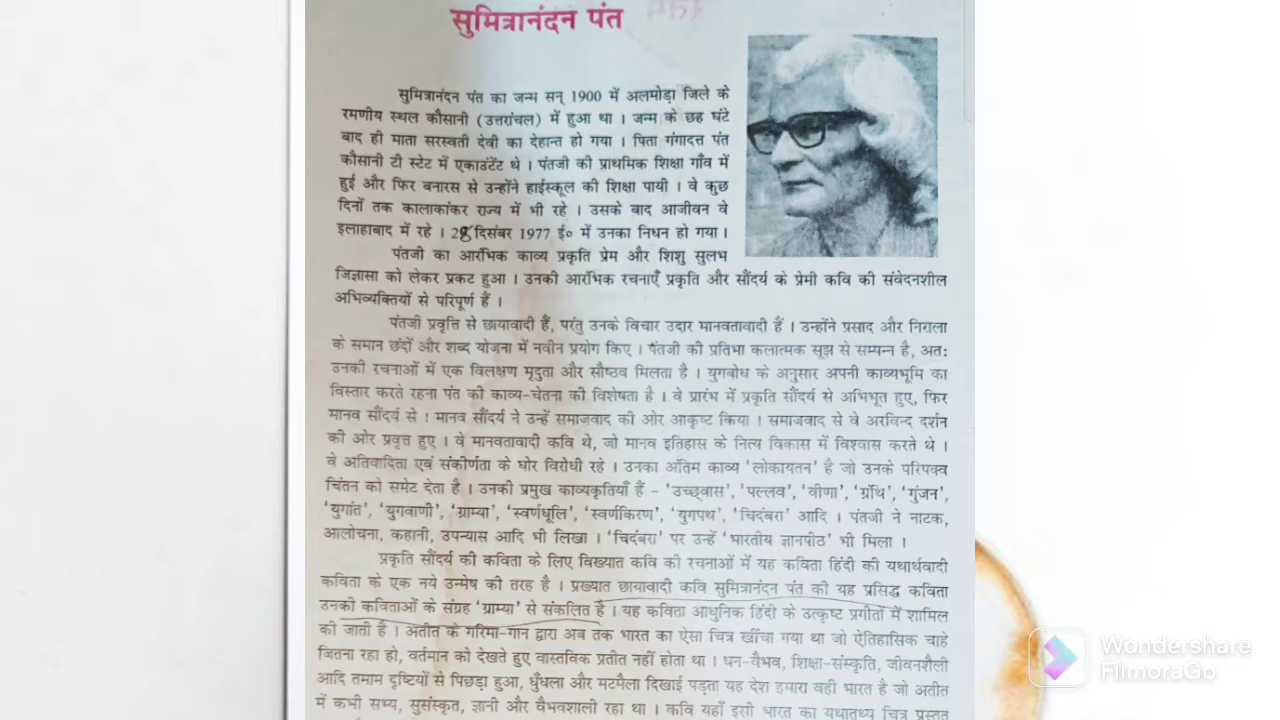 सुमित्रानंदन पंत
सुमित्रानंदन पंत का जन्म सन् 1900 में अलमोड़ा जिले के
रमणीय स्थल कौसानी (उत्तरांचल) में हुआ था । जन्म के छह घंटे
बाद ही माता सरस्वती देवी का देहान्त हो गया । पिता गंगादत्त पंत
कौसानी टी स्टेट में एकाउंटेंट थे । पंतजी की प्राथमिक शिक्षा गाँव में
हुई और फिर बनारस से उन्होंने हाईस्कूल की शिक्षा पायी । वे कुछ
दिनों तक कालाकांकर राज्य में भी रहे । उसके बाद आजीवन वे
इलाहाबाद में रहे । 28 दिसंबर 1977 ई० में उनका निधन हो गया ।
पंतजी का आरंभिक काव्य प्रकृति प्रेम और शिशु सुलभ
जिज्ञासा को लेकर प्रकट हुआ । उनकी आरंभिक रचनाएँ प्रकृति और सौंदर्य के प्रेमी कवि की संवेदनशील
अभिव्यक्तियों से परिपूर्ण हैं ।
पंतजी प्रवृत्ति से छायावादी हैं, परंतु उनके विचार उदार मानवतावादी हैं । उन्होंने प्रसाद और निराला
के समान छंदों और शब्द योजना में नवीन प्रयोग किए । पंतजी की प्रतिभा कलात्मक सूझ से सम्पन्न है, अतः
उनकी रचनाओं में एक विलक्षण मृदुता और सौष्ठव मिलता है । युगबोध के अनुसार अपनी काव्यभूमि का
विस्तार करते रहना पंत की काव्य-चेतना की विशेषता है । वे प्रारंभ में प्रकृति सौंदर्य से अभिभूत हुए, फिर
मानव सौंदर्य से । मानव सौंदर्य ने उन्हें समाजवाद की ओर आकृष्ट किया । समाजवाद से वे अरविन्द दर्शन
की ओर प्रवृत्त हुए । वे मानवतावादी कवि थे, जो मानव इतिहास के नित्य विकास में विश्वास करते थे ।
वे अतिवादिता एवं संकीर्णता के घोर विरोधी रहे । उनका अंतिम काव्य ‘लोकायतन’ है जो उनके परिपक्व
चिंतन को समेट देता है । उनकी प्रमुख काव्यकृतियाँ हैं – ‘उच्छ्वास’, ‘पल्लव’, ‘वीणा’, ‘ग्रंथि’, ‘गुंजन’,
‘युगांत’, ‘युगवाणी’, ‘ग्राम्या’, ‘स्वर्णधूलि’, ‘स्वर्णकिरण’, ‘युगपथ’, ‘चिदंबरा’ आदि । पंतजी ने नाटक,
आलोचना, कहानी, उपन्यास आदि भी लिखा । ‘चिदंबरा’ पर उन्हें ‘भारतीय ज्ञानपीठ’ भी मिला ।
प्रकृति सौंदर्य की कविता के लिए विख्यात कवि की रचनाओं में यह कविता हिंदी की यथार्थवादी
कविता के एक नये उन्मेष की तरह है । प्रख्यात छायावादी कवि सुमित्रानंदन पंत की यह प्रसिद्ध कविता
उनकी कविताओं के संग्रह ‘ग्राम्या’ से संकलित है । यह कविता आधुनिक हिंदी के उत्कृष्ट प्रगीतों में शामिल
की जाती है । अतीत के गरिमा-गान द्वारा अब तक भारत का ऐसा चित्र खींचा गया था जो ऐतिहासिक चाहे
जितना रहा हो, वर्तमान को देखते हुए वास्तविक प्रतीत नहीं होता था । धन-वैभव, शिक्षा-संस्कृति, जीवनशैली
आदि तमाम दृष्टियों से पिछड़ा हुआ, धुँधला और मटमैला दिखाई पड़ता यह देश हमारा वही भारत है जो अतीत
में कभी सभ्य, सुसंस्कृत, ज्ञानी और वैभवशाली रहा था । कवि यहाँ इसी भारत का यथातथ्य चित्र प्रस्तुत
Wondershare
FilmoraGo